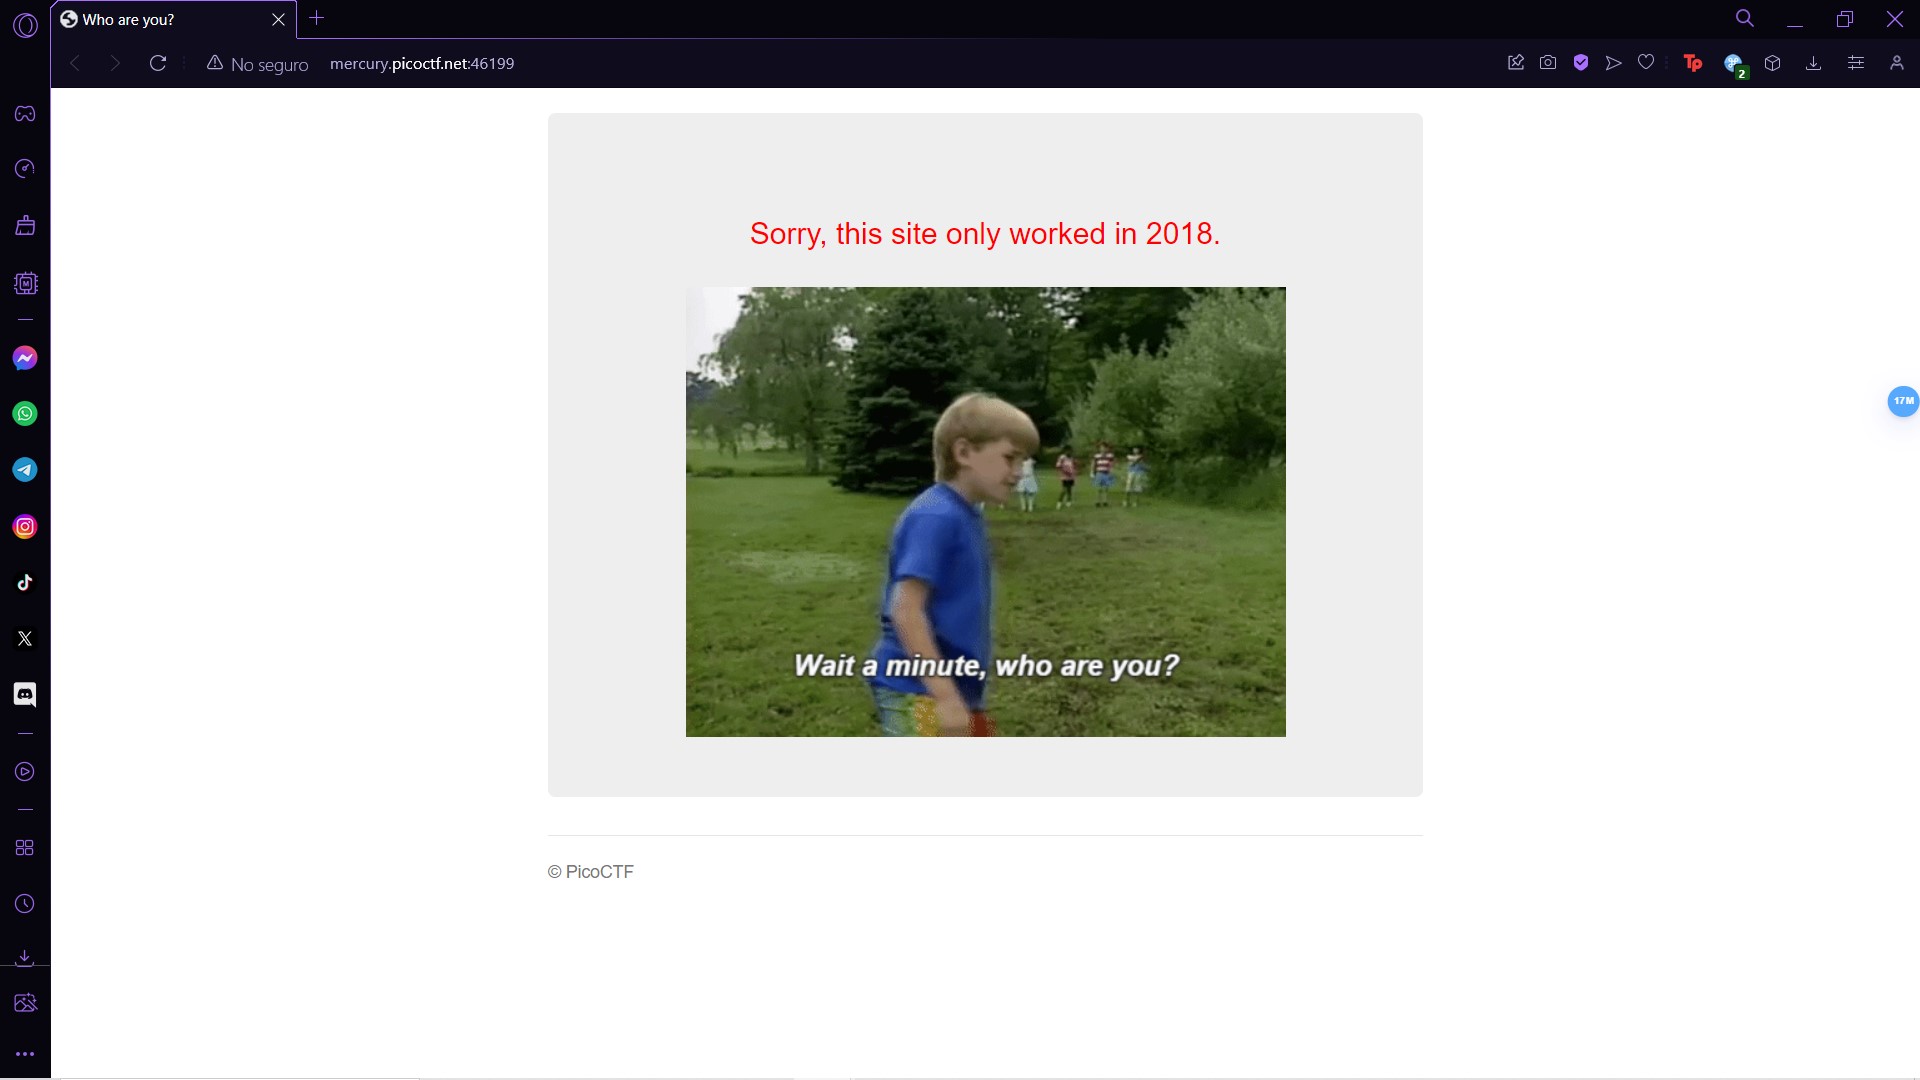 Who are you?
No seguro
mercury.picoctf.net:46199
Tp
2
M
Sorry, this site only worked in 2018.
17M
Wait a minute, who are you?
© PicoCTF